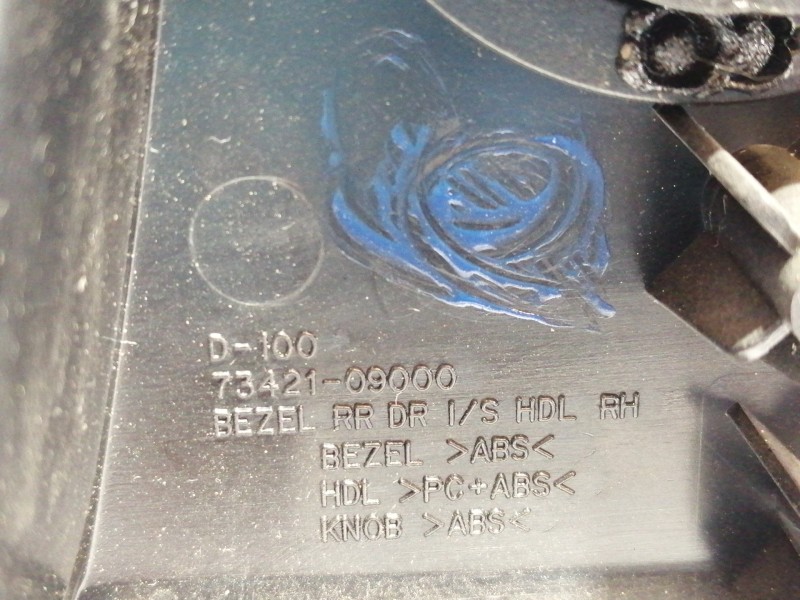 D-100
73421-09000
BEZEL RR DR I/S HDL RH
BEZEL >ABS<
HDL >PC+ABS<
KNOB >ABS<